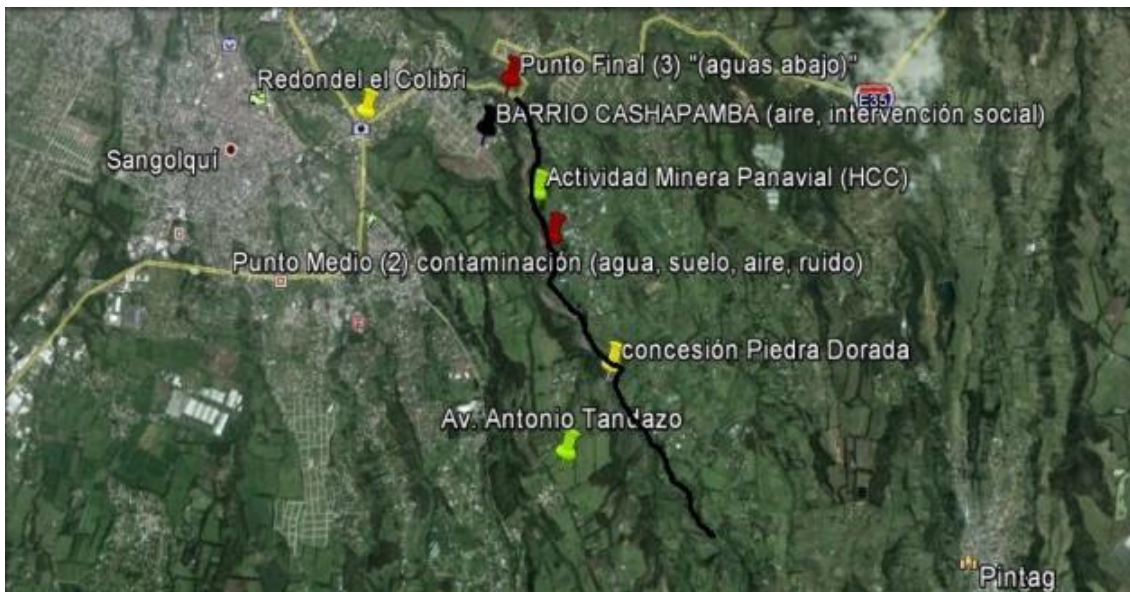 Punto Final (3) "(aguas abajo)"
Redondel el Colibrí
E35
BARRIO CASHAPAMBA (aire, intervención social)
Sangolquí
Actividad Minera Panavial (HCC)
Punto Medio (2) contaminación (agua, suelo, aire, ruido)
concesión Piedra Dorada
Av. Antonio Tandazo
Pintag